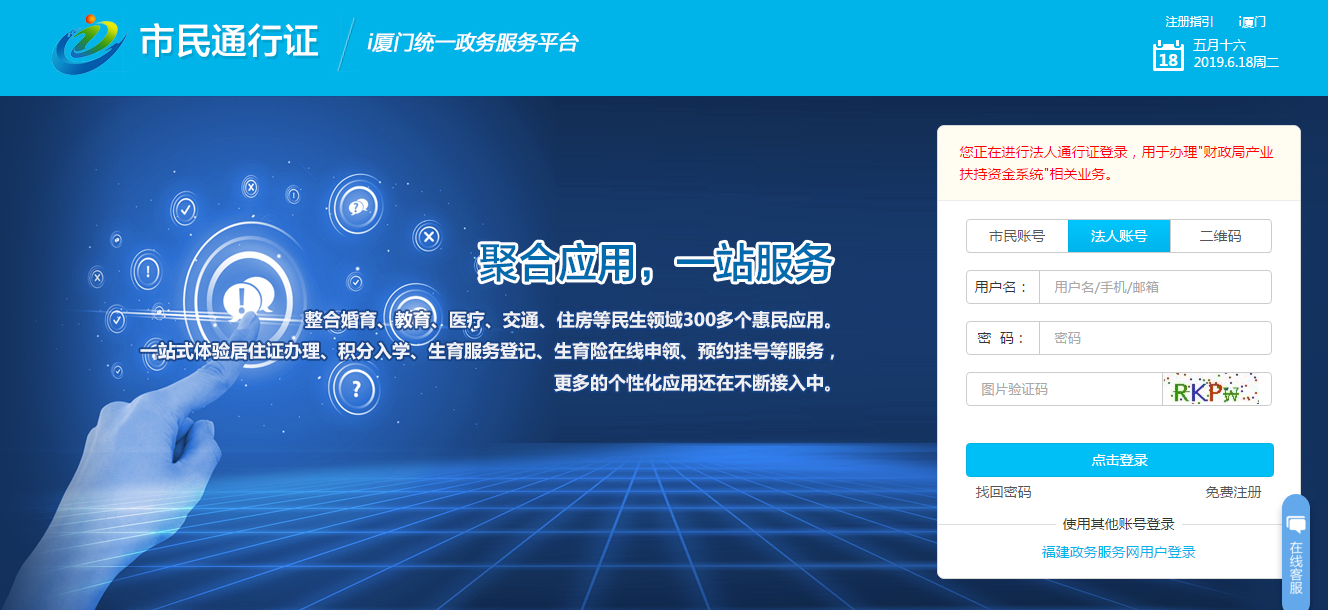 市民通行证
i厦门统一政务服务平台
注册指引 i厦门
18
五月十六
2019.6.18周二
您正在进行法人通行证登录，用于办理"财政局产业
扶持资金系统"相关业务。
市民账号 法人账号 二维码
用户名： 用户名/手机/邮箱
密 码： 密码
图片验证码 RKPW
点击登录
找回密码 免费注册
使用其他账号登录
福建政务服务网用户登录
聚合应用，一站服务
整合婚育、教育、医疗、交通、住房等民生领域300多个惠民应用。
一站式体验居住证办理、积分入学、生育服务登记、生育险在线申领、预约挂号等服务，
更多的个性化应用还在不断接入中。
在线客服